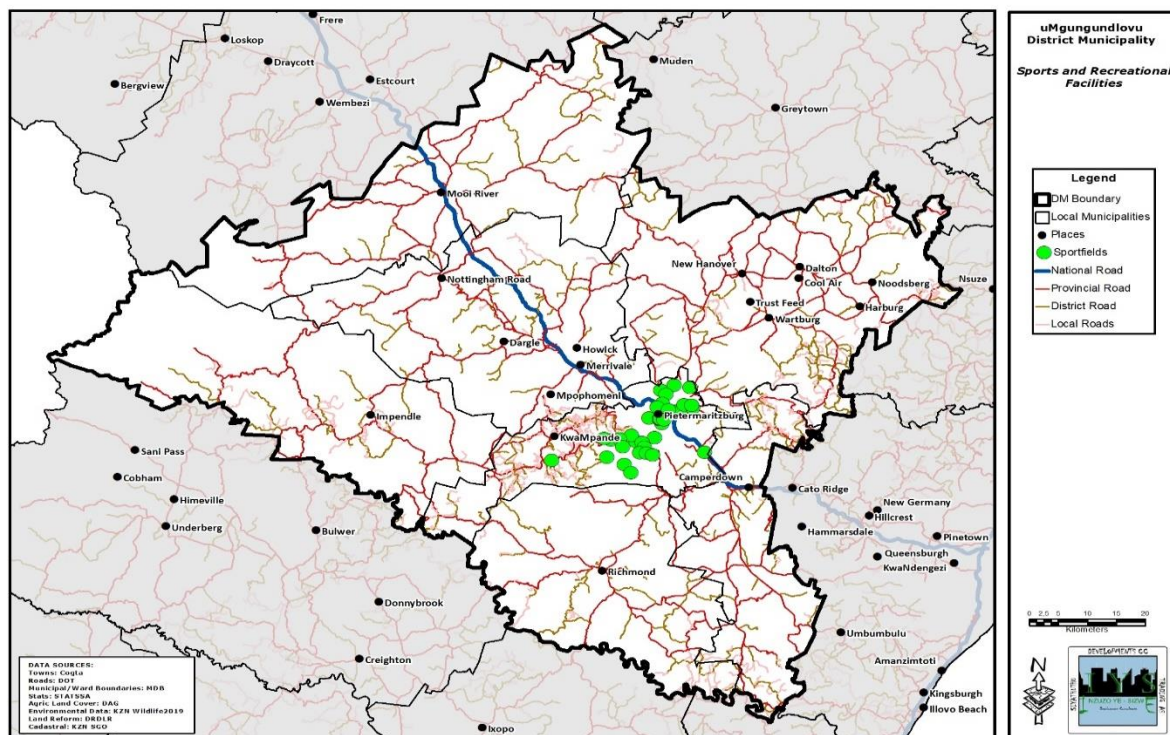 Frere
Loskop
Draycott
Muden
Estcourt
Bergview
Wembezi
Greytown
Mooi River
New Hanover
Dalton
Nsuze
Nottingham Road
Cool Air
Noodsberg
Trust Feed
Harburg
Wartburg
Dargle
Howick
Merrivale
Mpophomeni
Impendle
Pietermaritzburg
KwaMpande
Sani Pass
Cobham
Camperdown
Cato Ridge
Himeville
New Germany
Hillcrest
Underberg
Bulwer
Hammarsdale
Pinetown
Queensburgh
KwaNdengezi
Richmond
Donnybrook
Umbumbulu
Creighton
Amanzimtoti
Kingsburgh
Illovo Beach
Ixopo
DATA SOURCES:
Towns: Cogta
Roads: DOT
Municipal/Ward Boundaries: MDB
Stats: STATSSA
Agric Land Cover: DAG
Environmental Data: KZN Wildlife2019
Land Reform: DRDLR
Cadastral: KZN SGO
uMgungundlovu
District Municipality
Sports and Recreational
Facilities
Legend
DM Boundary
Local Municipalities
Places
Sportfields
National Road
Provincial Road
District Road
Local Roads
0 2,5 5 10 15 20
Kilometers
N
DEVELOPMENTS CC